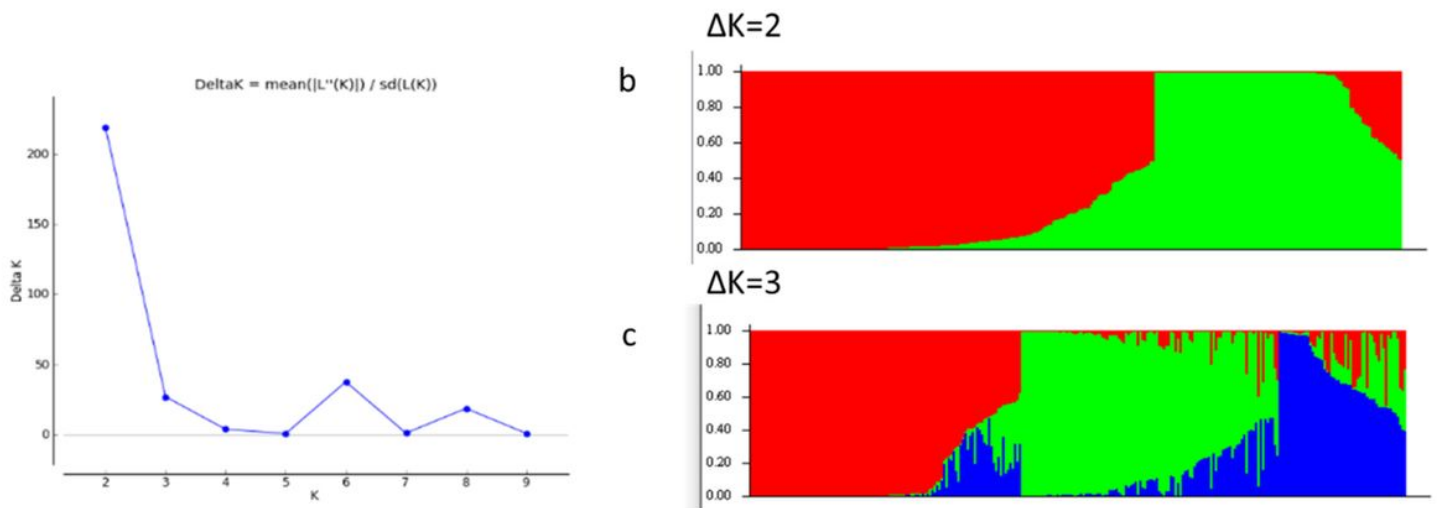 DeltaK = mean(|L''(K)|) / sd(L(K))
Delta K
200
150
100
50
0
2 3 4 5 6 7 8 9
K
ΔK=2
b
1.00
0.80
0.60
0.40
0.20
0.00
ΔK=3
c
1.00
0.80
0.60
0.40
0.20
0.00